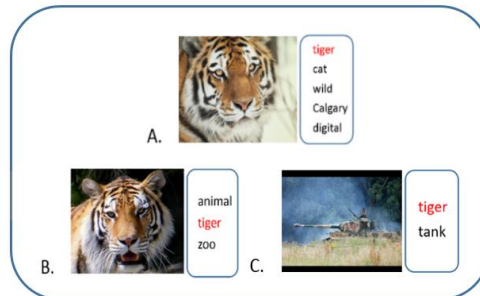 tiger
cat
wild
Calgary
digital
A.
animal
tiger
zoo
B.
tiger
tank
C.